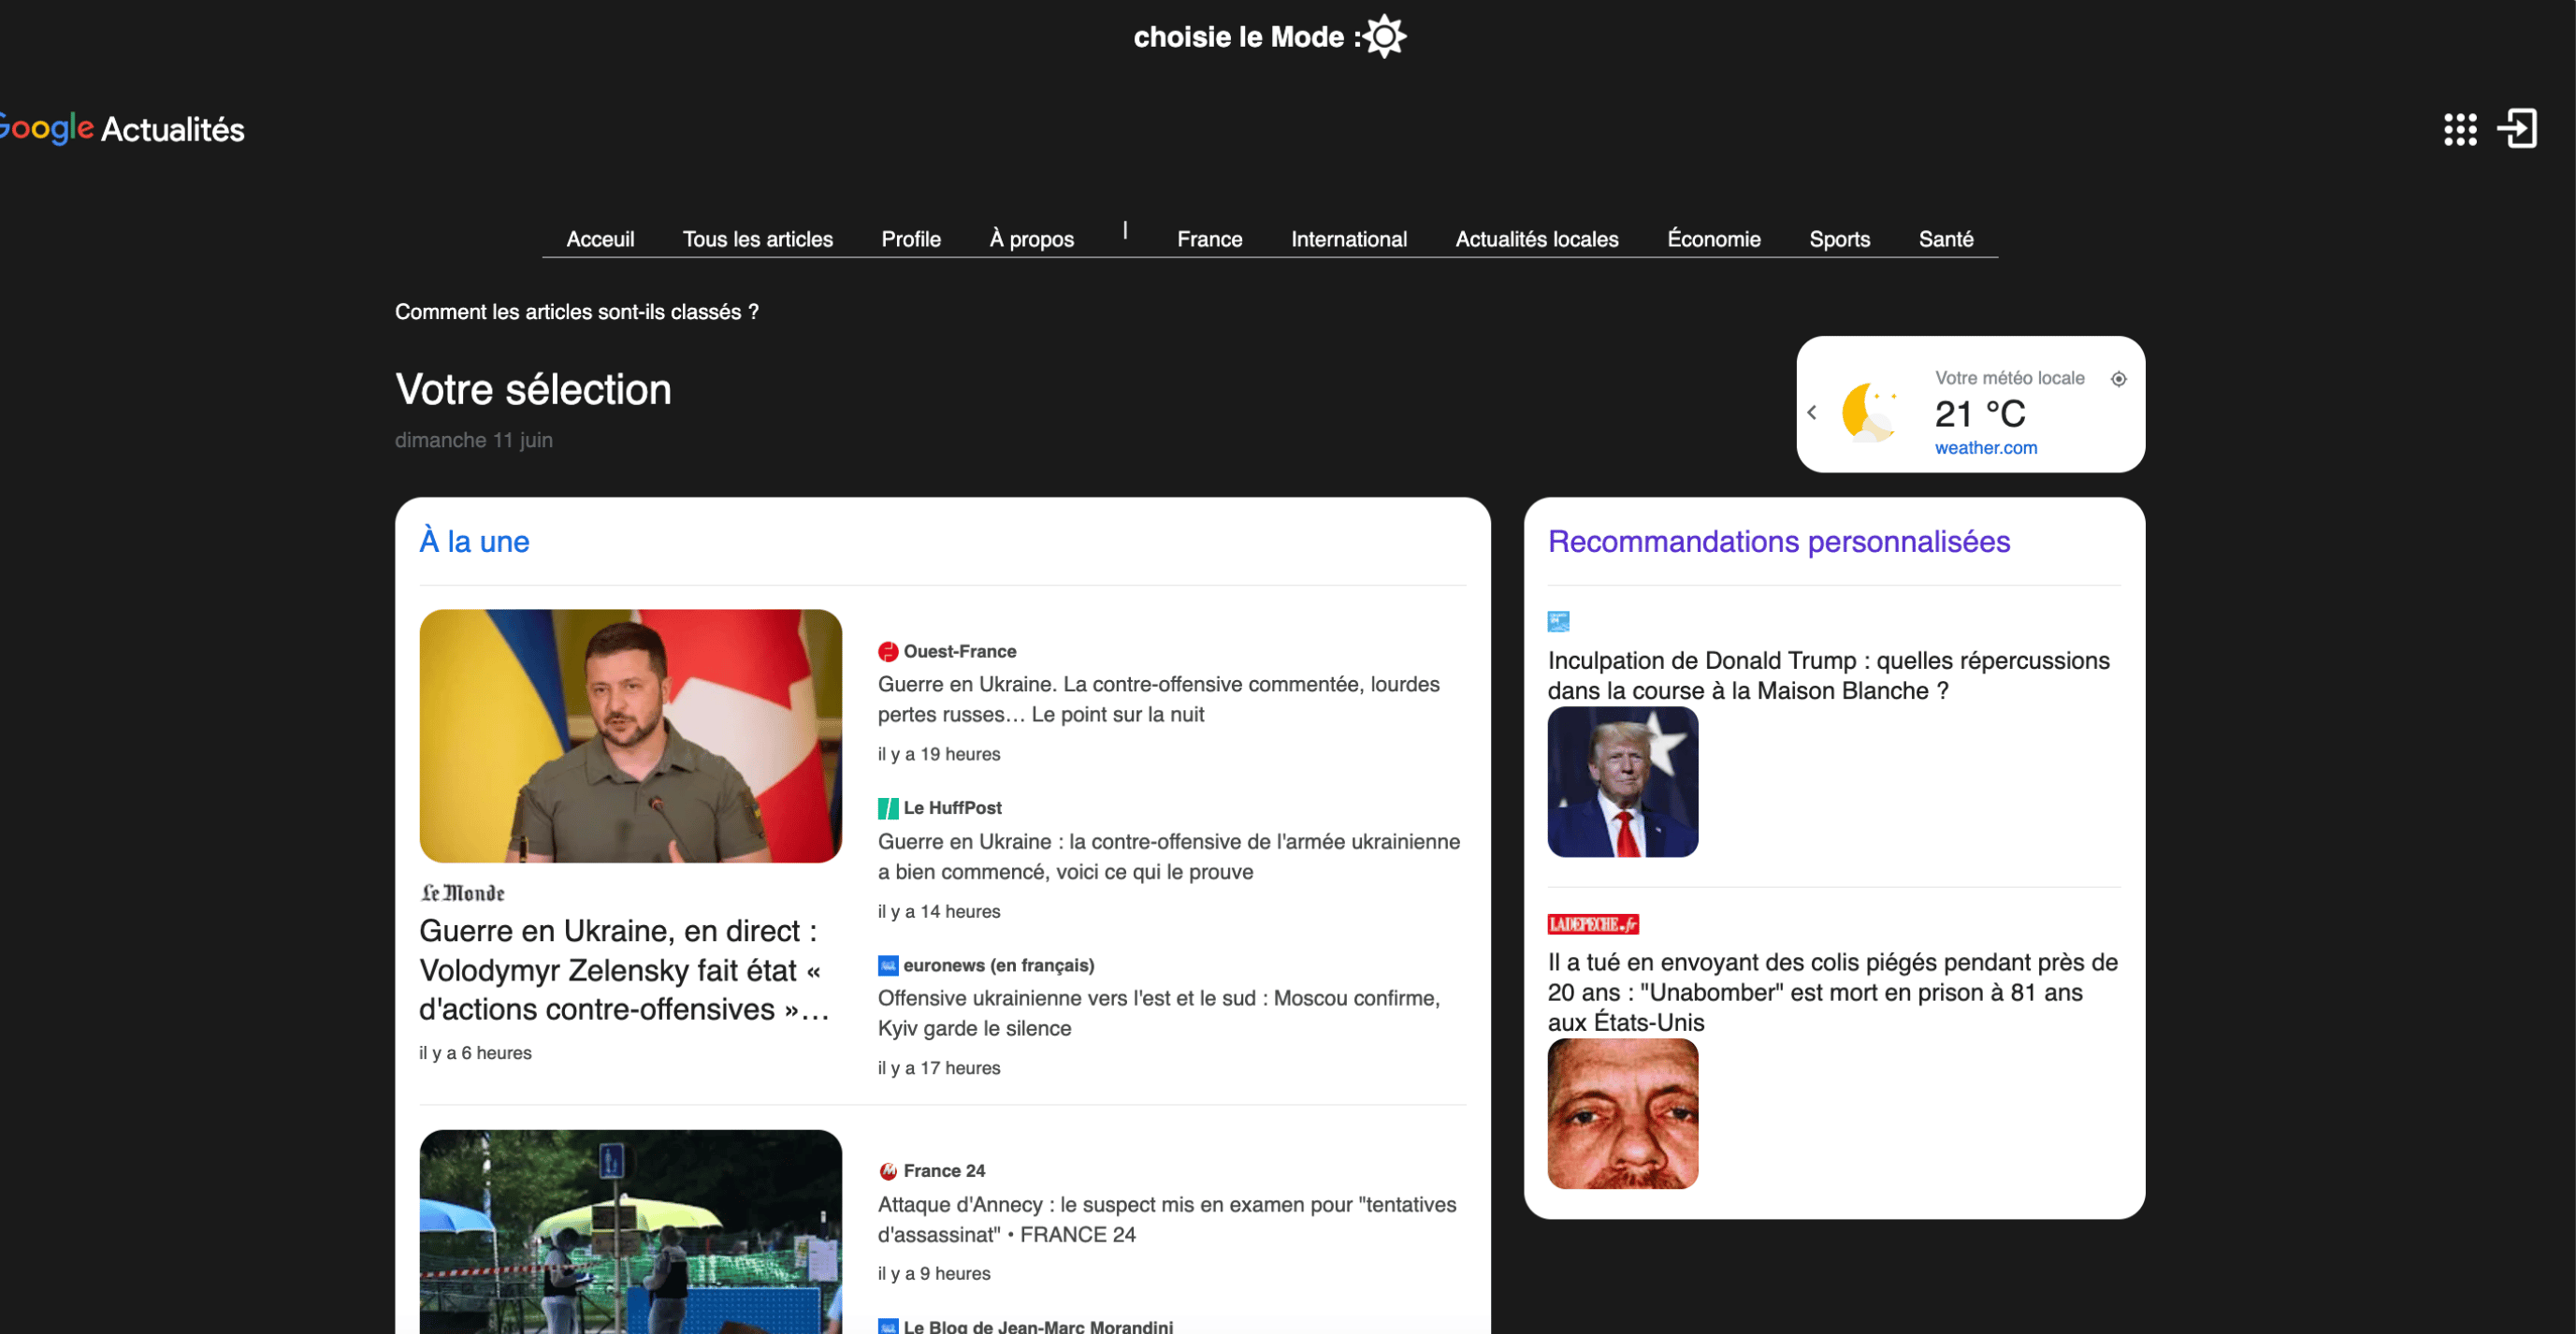 choisie le Mode :
Google Actualités
Acceuil Tous les articles Profile À propos | France International Actualités locales Économie Sports Santé
Comment les articles sont-ils classés ?
Votre sélection
dimanche 11 juin
Votre météo locale
21 °C
weather.com
À la une
Le Monde
Guerre en Ukraine, en direct :
Volodymyr Zelensky fait état «
d'actions contre-offensives »…
il y a 6 heures
Ouest-France
Guerre en Ukraine. La contre-offensive commentée, lourdes
pertes russes… Le point sur la nuit
il y a 19 heures
Le HuffPost
Guerre en Ukraine : la contre-offensive de l'armée ukrainienne
a bien commencé, voici ce qui le prouve
il y a 14 heures
euronews (en français)
Offensive ukrainienne vers l'est et le sud : Moscou confirme,
Kyiv garde le silence
il y a 17 heures
France 24
Attaque d'Annecy : le suspect mis en examen pour "tentatives
d'assassinat" • FRANCE 24
il y a 9 heures
Le Blog de Jean-Marc Morandini
Recommandations personnalisées
Inculpation de Donald Trump : quelles répercussions
dans la course à la Maison Blanche ?
LADEPECHE.fr
Il a tué en envoyant des colis piégés pendant près de
20 ans : "Unabomber" est mort en prison à 81 ans
aux États-Unis